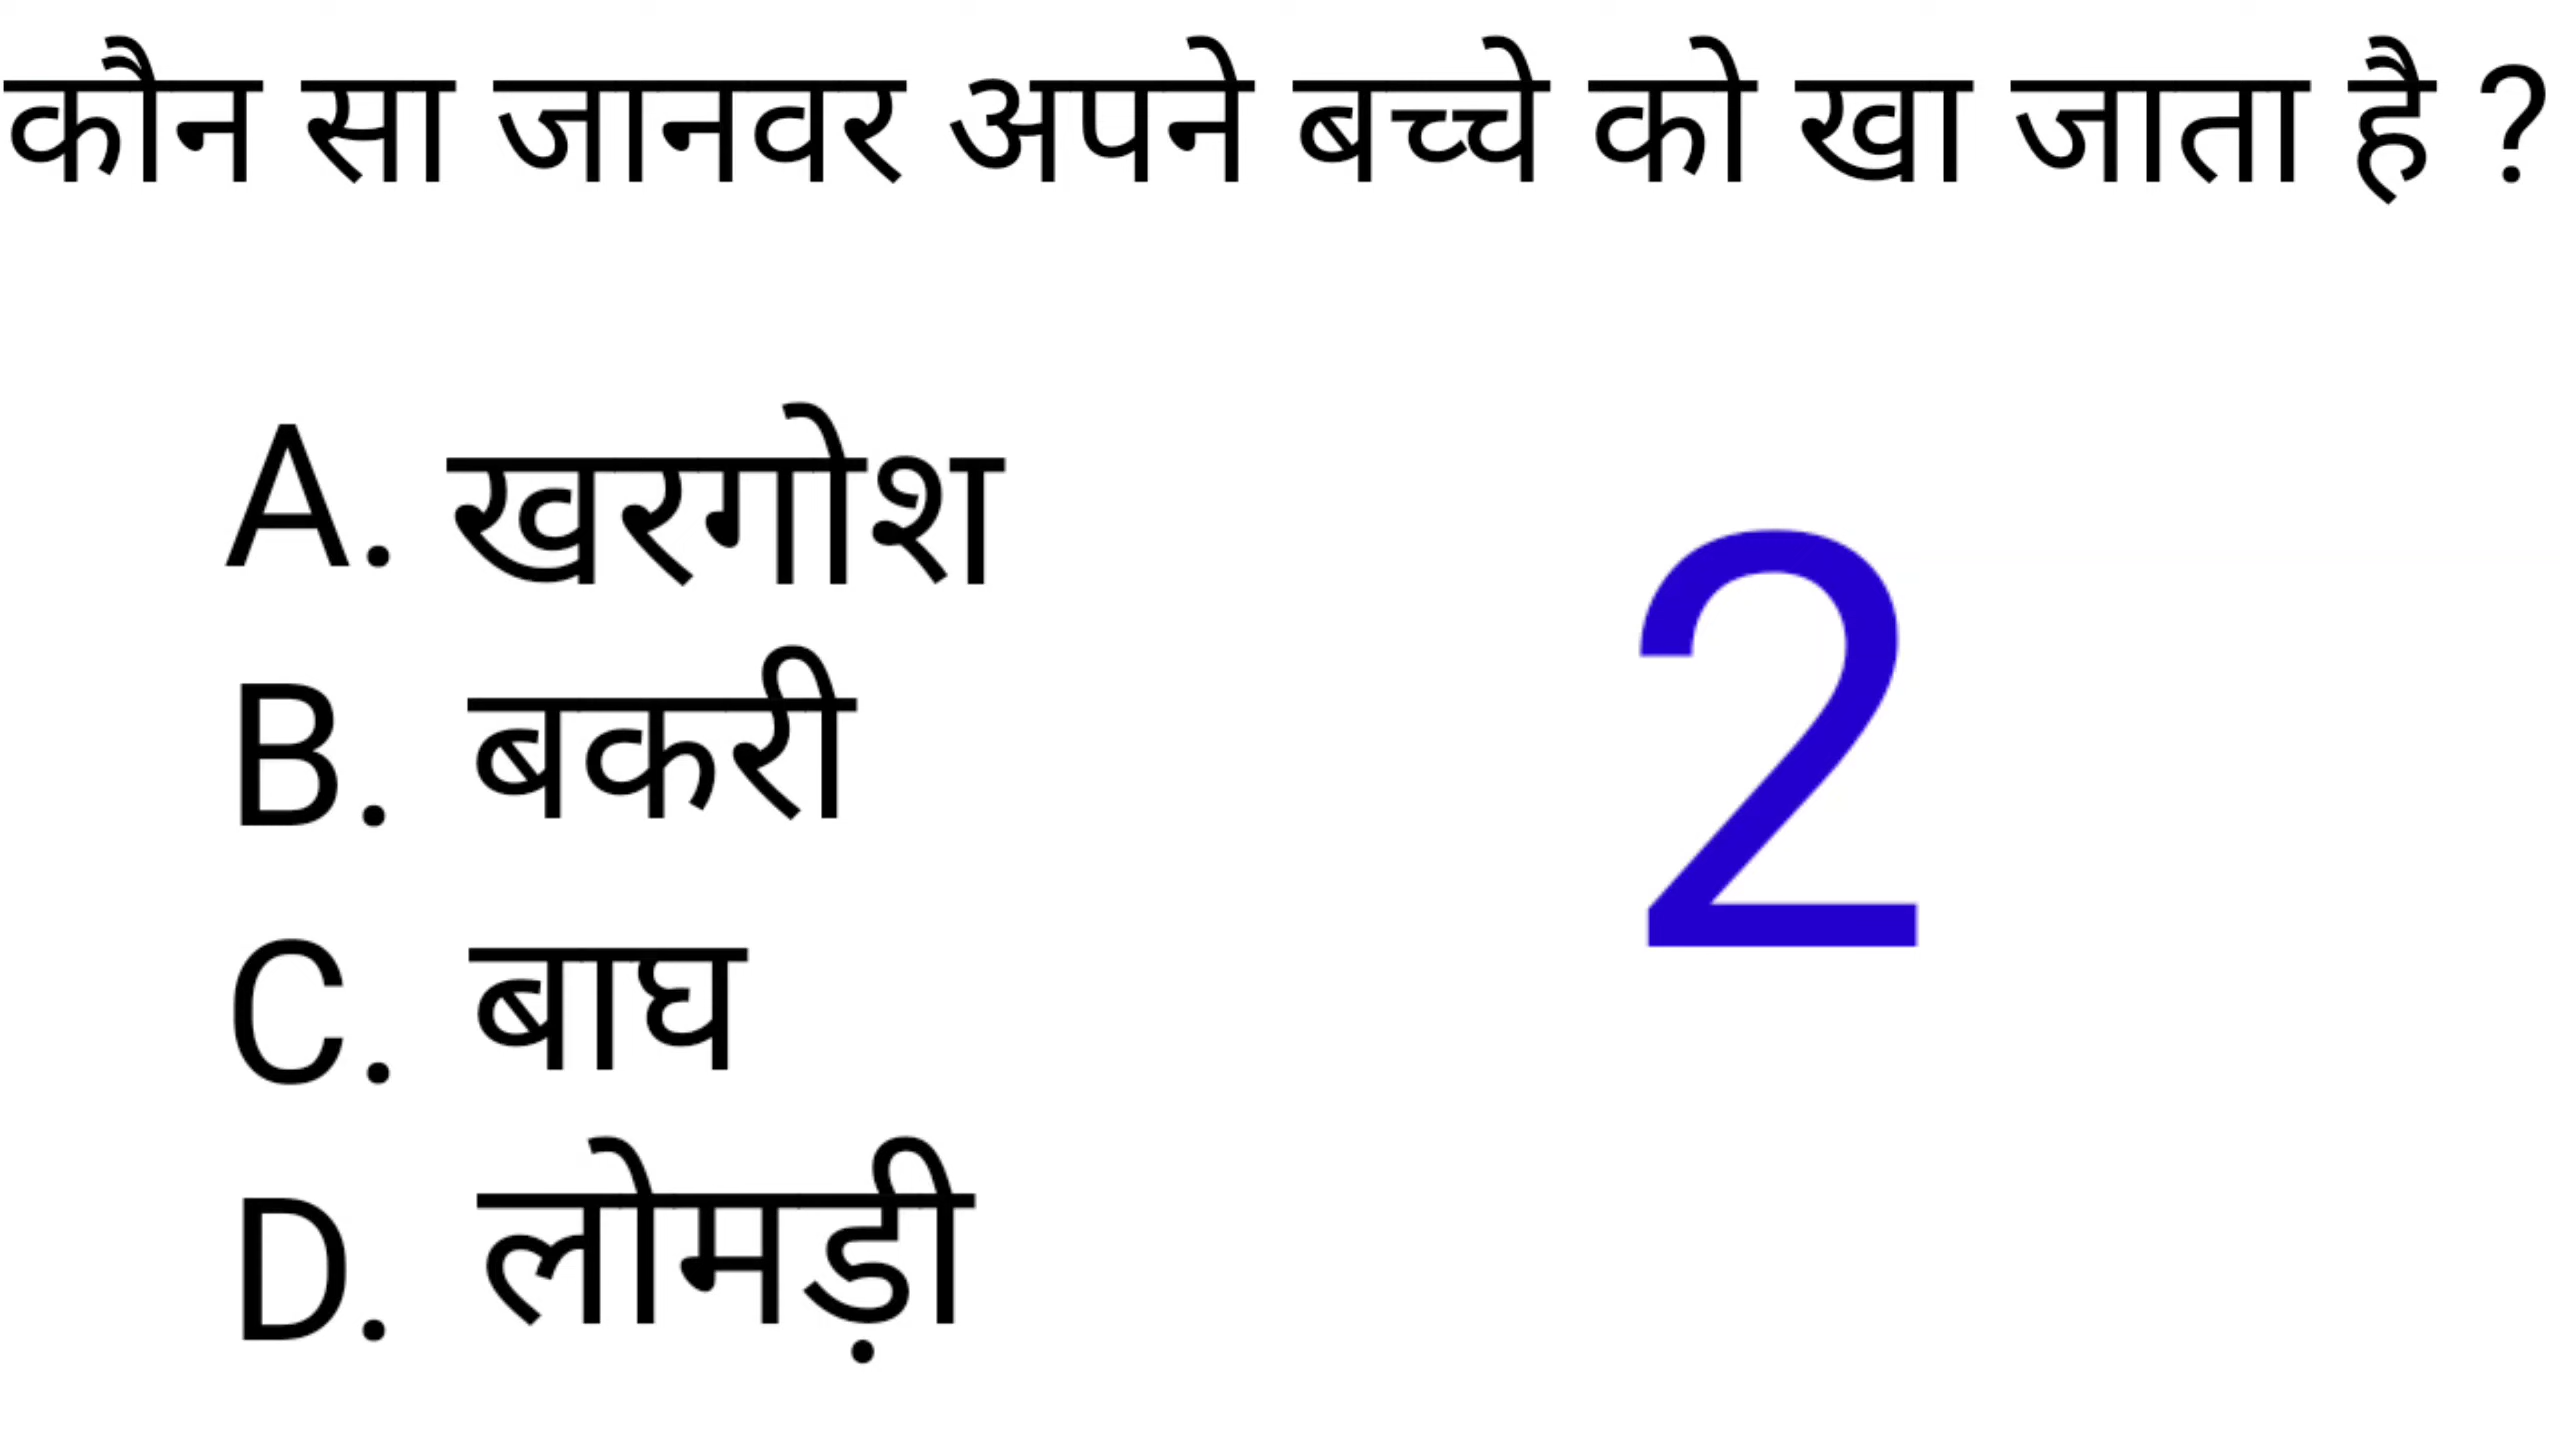 कौन सा जानवर अपने बच्चे को खा जाता है ?
A. खरगोश
B. बकरी
2
C. बाघ
D. लोमड़ी